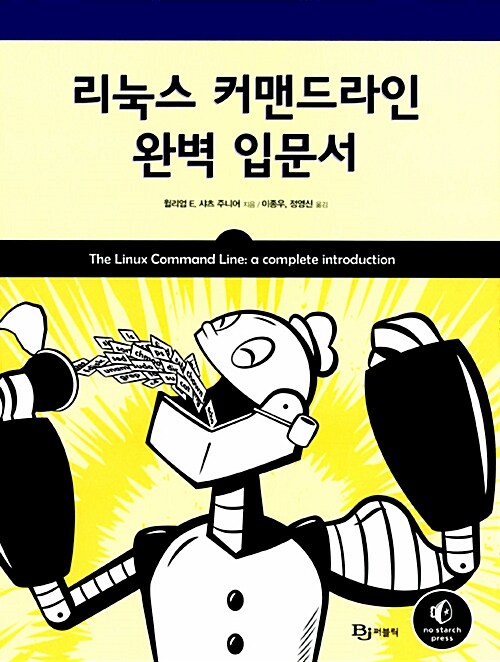 리눅스 커맨드라인
완벽 입문서
윌리엄 E. 샤츠 주니어 지음 / 이종우, 정영신 옮김
The Linux Command Line: a complete introduction
BJ 퍼블릭
no starch
press